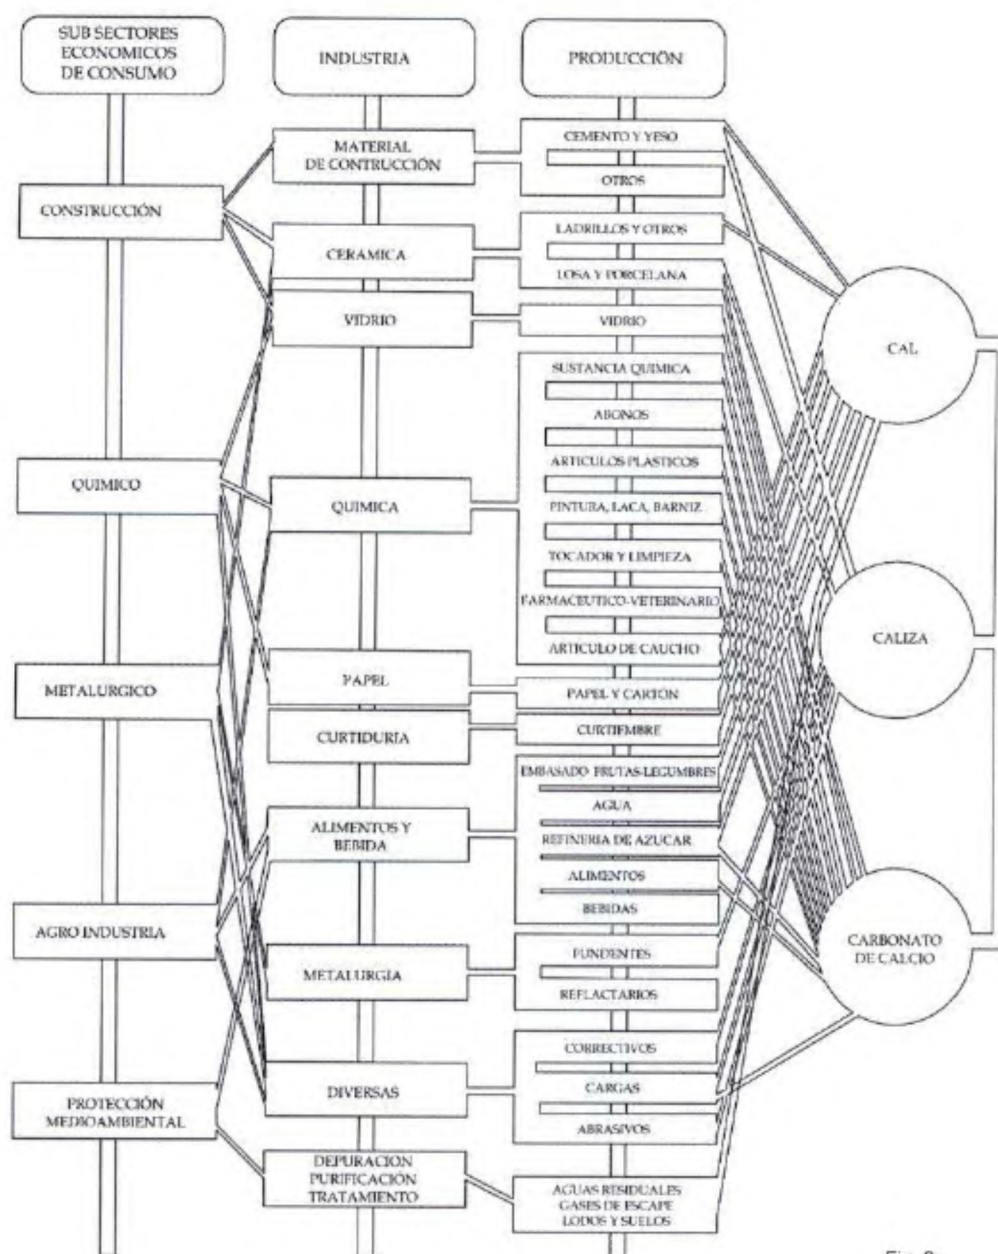 SUB SECTORES
ECONOMICOS
DE CONSUMO
INDUSTRIA
PRODUCCIÓN
CONSTRUCCIÓN
QUIMICO
METALURGICO
AGRO INDUSTRIA
PROTECCIÓN
MEDIOAMBIENTAL
MATERIAL
DE CONTRUCCIÓN
CERAMICA
VIDRIO
QUIMICA
PAPEL
CURTIDURIA
ALIMENTOS Y
BEBIDA
METALURGIA
DIVERSAS
DEPURACION
PURIFICACIÓN
TRATAMIENTO
CEMENTO Y YESO
OTROS
LADRILLOS Y OTROS
LOSA Y PORCELANA
VIDRIO
SUSTANCIA QUIMICA
ABONOS
ARTICULOS PLÁSTICOS
PINTURA, LACA, BARNIZ
TOCADOR Y LIMPIEZA
FARMACEUTICO-VETERINARIO
ARTICULO DE CAUCHO
PAPEL Y CARTÓN
CURTIEMBRE
EMBASADO FRUTAS-LEGUMBRES
AGUA
REFINERIA DE AZUCAR
ALIMENTOS
BEBIDAS
FUNDENTES
REFLACTARIOS
CORRECTIVOS
CARGAS
ABRASIVOS
AGUAS RESIDUALES
GASES DE ESCAPE
LODOS Y SUELOS
CAL
CALIZA
CARBONATO
DE CALCIO